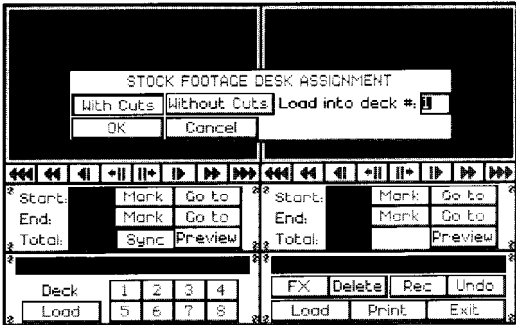 STOCK FOOTAGE DESK ASSIGNMENT
With Cuts Without Cuts Load into deck #: 1
OK Cancel
Start: Mark Go to Start: Mark Go to
End: Mark Go to End: Mark Go to
Total: Sync Preview Total: Preview
Deck 1 2 3 4 FX Delete Rec Undo
Load 5 6 7 8 Load Print Exit